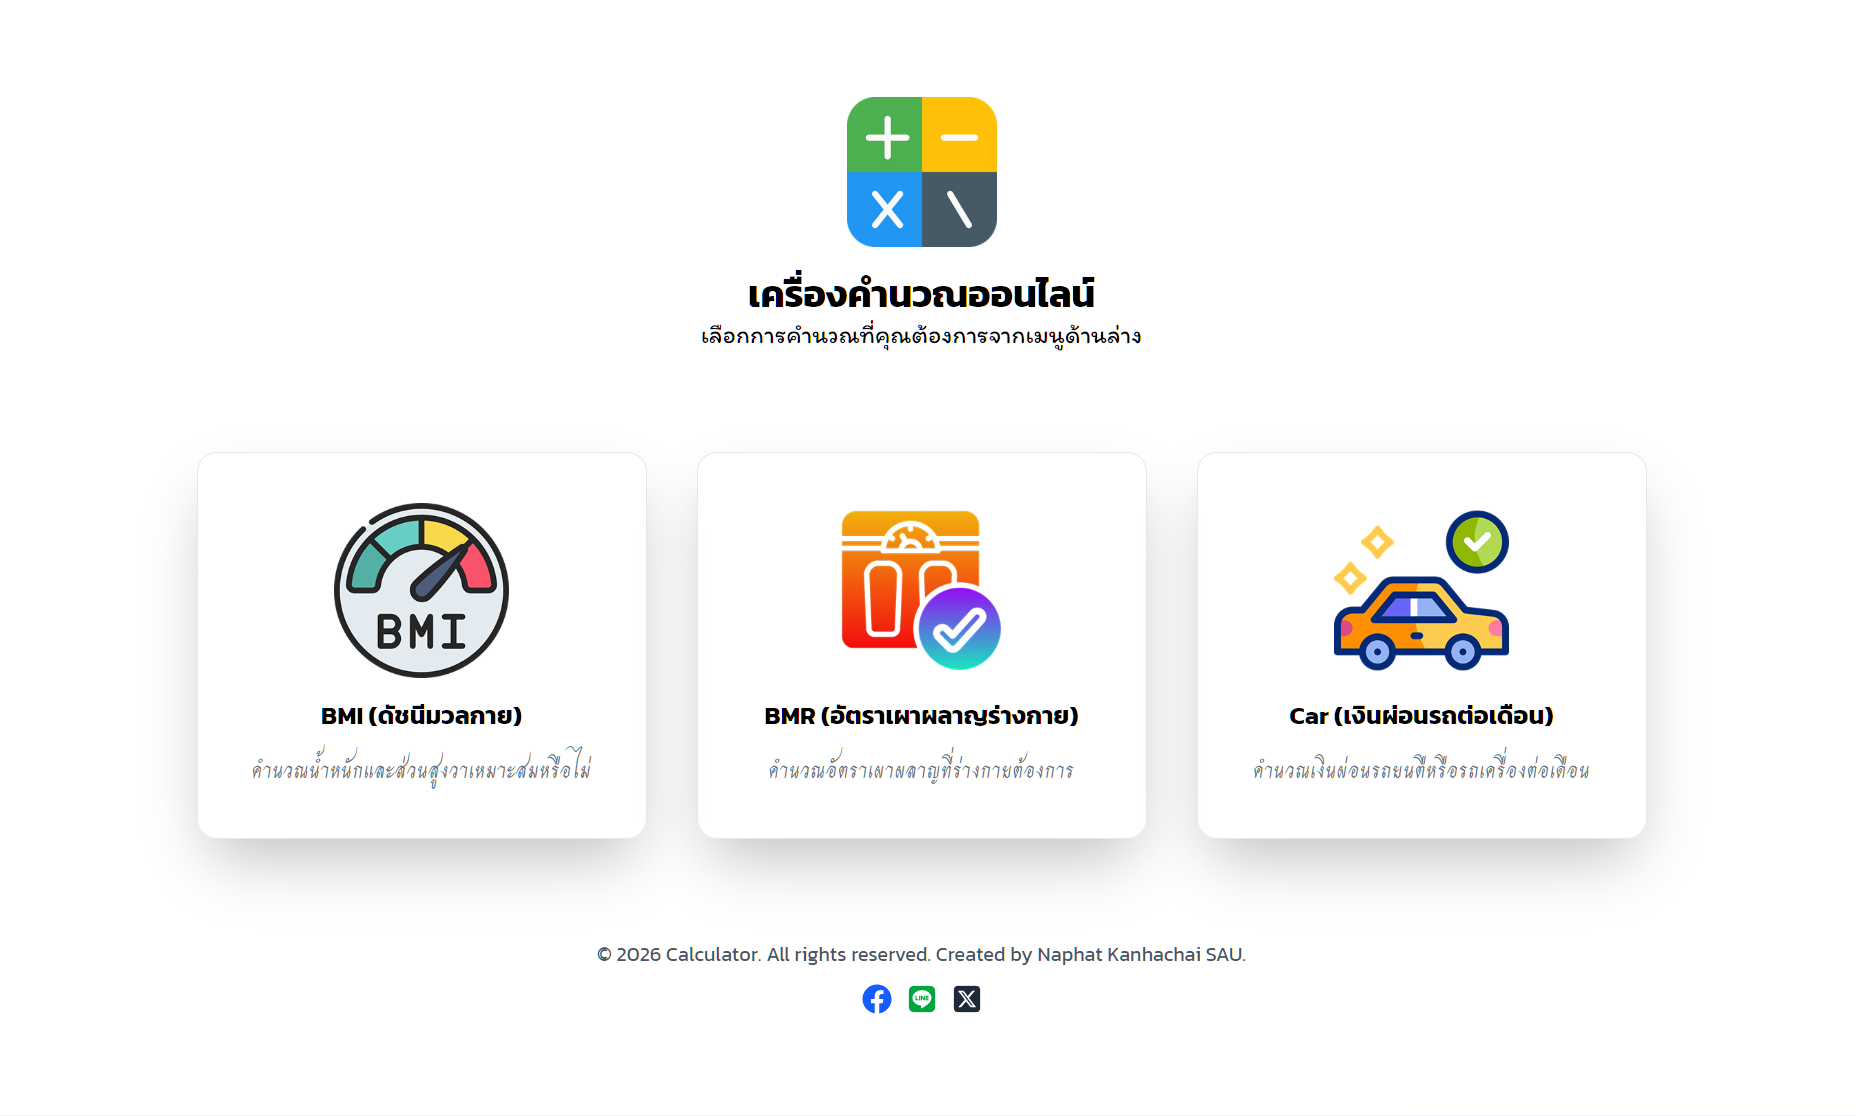 เครื่องคำนวณออนไลน์
เลือกการคำนวณที่คุณต้องการจากเมนูด้านล่าง
BMI
BMI (ดัชนีมวลกาย)
คำนวณน้ำหนักและส่วนสูงว่าเหมาะสมหรือไม่
BMR (อัตราเผาผลาญร่างกาย)
คำนวณอัตราเผาผลาญที่ร่างกายต้องการ
Car (เงินผ่อนรถต่อเดือน)
คำนวณเงินผ่อนรถยนต์หรือรถเครื่องต่อเดือน
© 2026 Calculator. All rights reserved. Created by Naphat Kanhachai SAU.
LINE